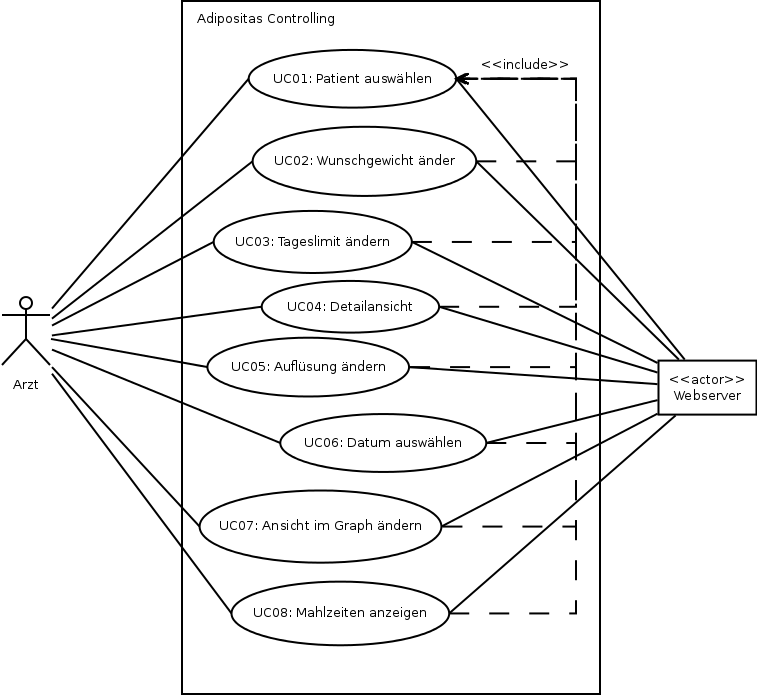 Adipositas Controlling
<<include>>
UC01: Patient auswählen
UC02: Wunschgewicht änder
UC03: Tageslimit ändern
UC04: Detailansicht
UC05: Auflüsung ändern
<<actor>>
Webserver
Arzt
UC06: Datum auswählen
UC07: Ansicht im Graph ändern
UC08: Mahlzeiten anzeigen